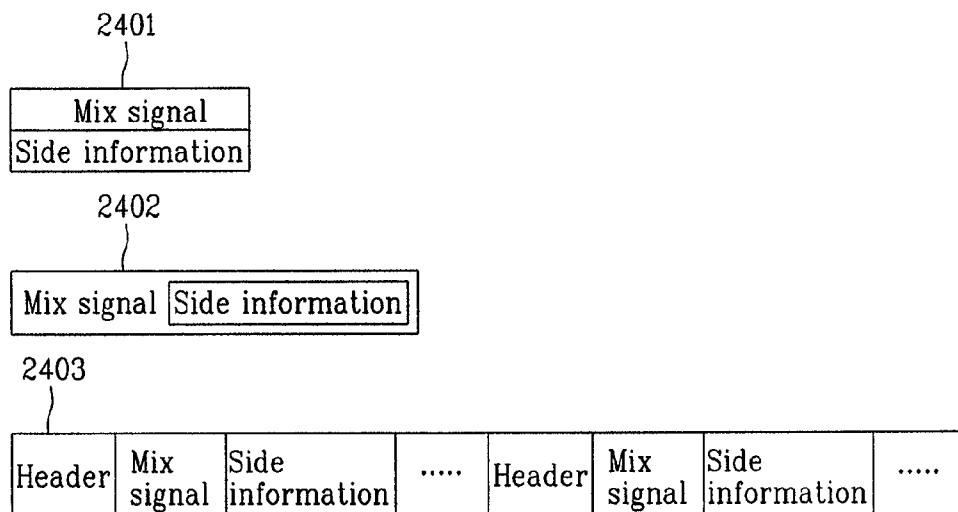 2401
Mix signal
Side information
2402
Mix signal Side information
2403
Header Mix signal Side information ..... Header Mix signal Side information .....